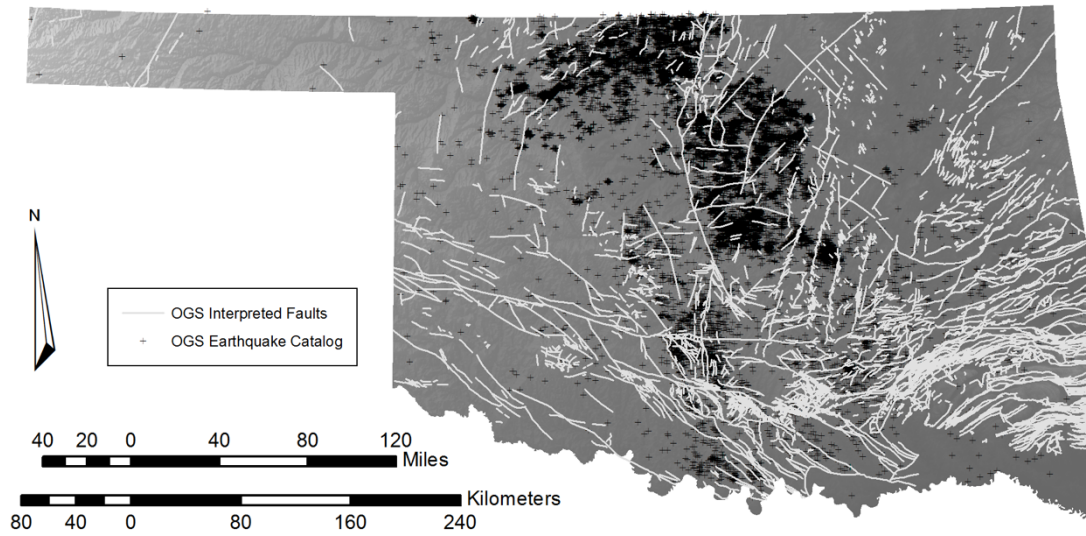 N
OGS Interpreted Faults
OGS Earthquake Catalog
40 20 0 40 80 120
Miles
Kilometers
80 40 0 80 160 240